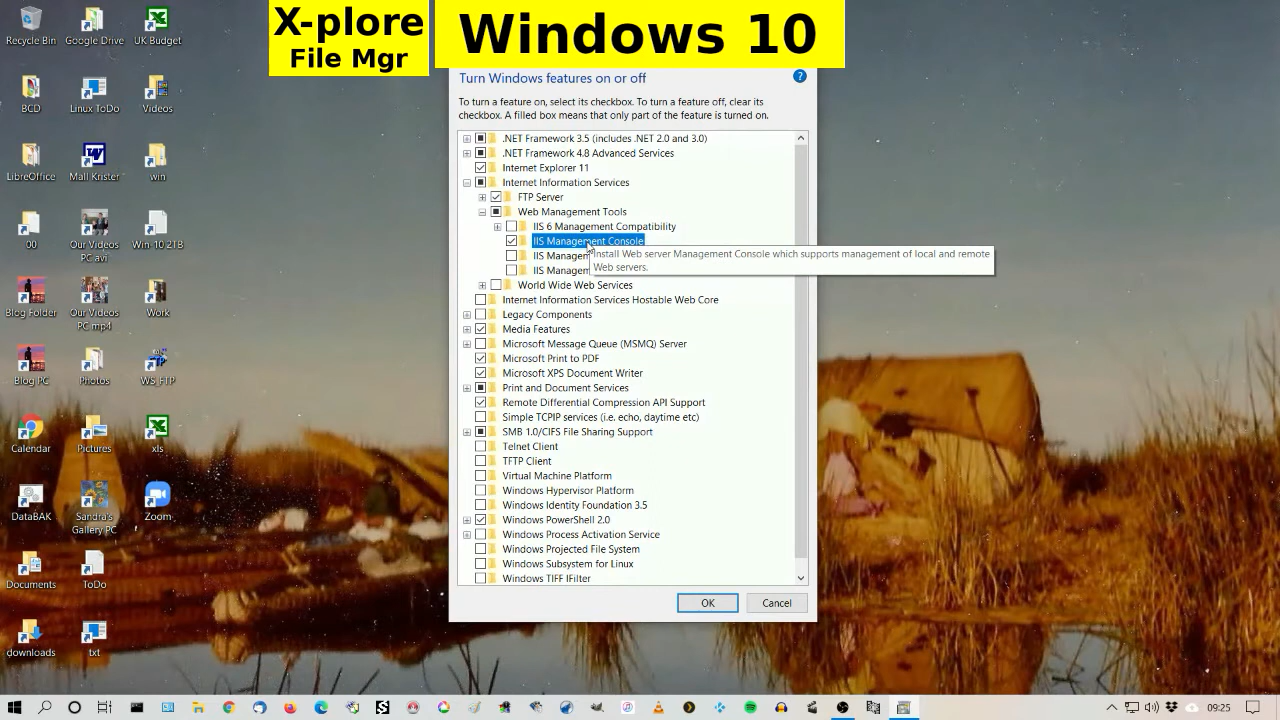 X-plore
File Mgr
Windows 10
Recycle Bin
Google Drive
UK Budget
BCD
Linux ToDo
Videos
LibreOffice
Mall Krister
win
00
Our Videos
PC avi
Win-10 21B
Blog Folder
Our Videos
PC mp4
Work
Blog PC
Photos
WS_FTP
Calendar
Pictures
xls
DataBAK
Sandra's
Gallery PC
Zoom
Documents
ToDo
downloads
txt
Turn Windows features on or off
To turn a feature on, select its checkbox. To turn a feature off, clear its
checkbox. A filled box means that only part of the feature is turned on.
.NET Framework 3.5 (includes .NET 2.0 and 3.0)
.NET Framework 4.8 Advanced Services
Internet Explorer 11
Internet Information Services
FTP Server
Web Management Tools
IIS 6 Management Compatibility
IIS Management Console
IIS Managem
IIS Managem
Install Web server Management Console which supports management of local and remote
Web servers.
World Wide Web Services
Internet Information Services Hostable Web Core
Legacy Components
Media Features
Microsoft Message Queue (MSMQ) Server
Microsoft Print to PDF
Microsoft XPS Document Writer
Print and Document Services
Remote Differential Compression API Support
Simple TCPIP services (i.e. echo, daytime etc)
SMB 1.0/CIFS File Sharing Support
Telnet Client
TFTP Client
Virtual Machine Platform
Windows Hypervisor Platform
Windows Identity Foundation 3.5
Windows PowerShell 2.0
Windows Process Activation Service
Windows Projected File System
Windows Subsystem for Linux
Windows TIFF IFilter
OK
Cancel
09:25